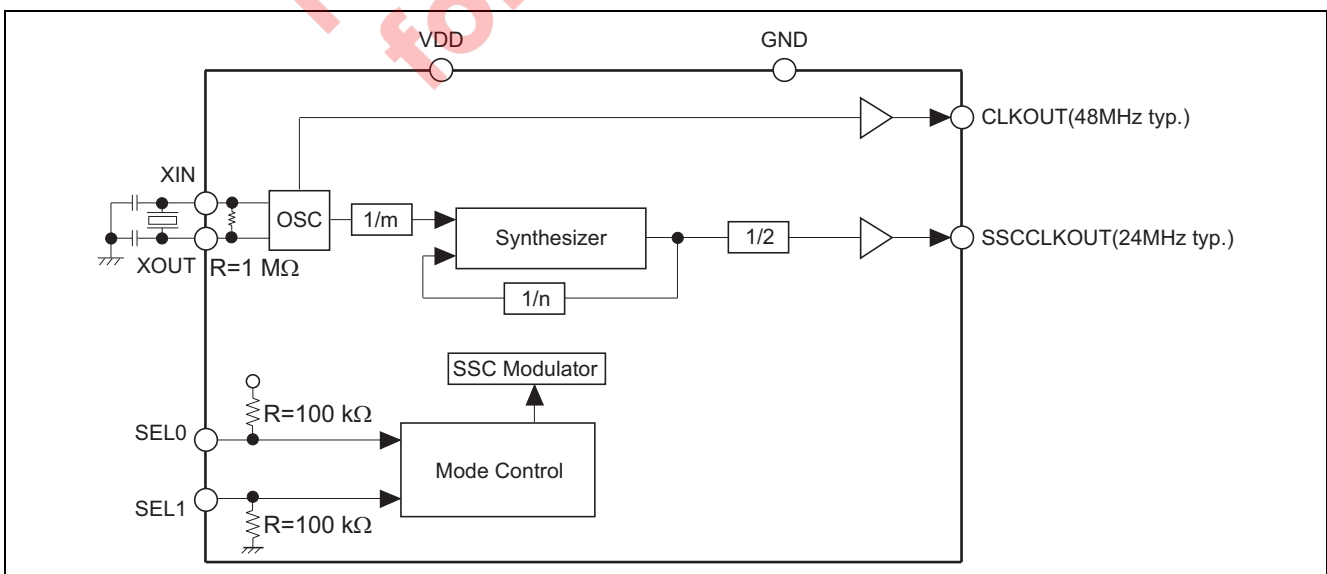 VDD
GND
CLKOUT(48MHz typ.)
XIN
OSC
1/m
Synthesizer
1/2
SSCCLKOUT(24MHz typ.)
XOUT
R=1 MΩ
1/n
SSC Modulator
R=100 kΩ
SEL0
Mode Control
SEL1
R=100 kΩ